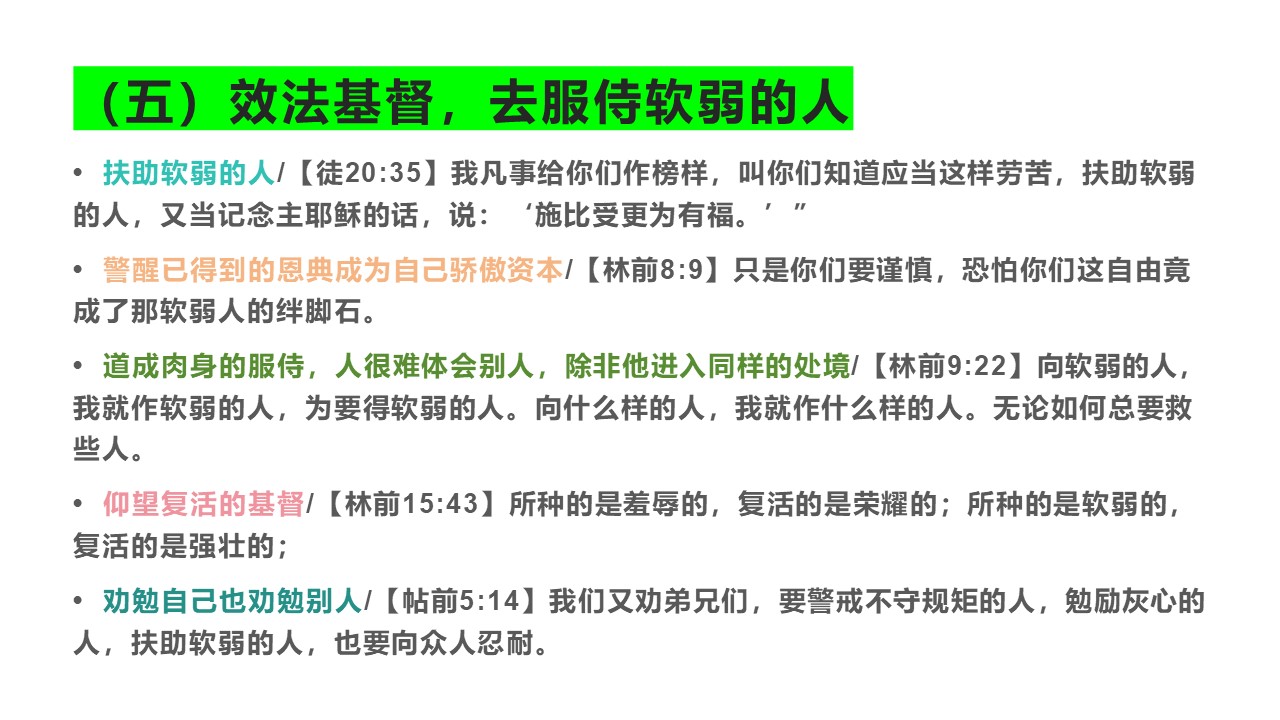 （五）效法基督，去服侍软弱的人
• 扶助软弱的人/【徒20:35】我凡事给你们作榜样，叫你们知道应当这样劳苦，扶助软弱
的人，又当记念主耶稣的话，说：‘施比受更为有福。’”
• 警醒已得到的恩典成为自己骄傲资本/【林前8:9】只是你们要谨慎，恐怕你们这自由竟
成了那软弱人的绊脚石。
• 道成肉身的服侍，人很难体会别人，除非他进入同样的处境/【林前9:22】向软弱的人，
我就作软弱的人，为要得软弱的人。向什么样的人，我就作什么样的人。无论如何总要救
些人。
• 仰望复活的基督/【林前15:43】所种的是羞辱的，复活的是荣耀的；所种的是软弱的，
复活的是强壮的；
• 劝勉自己也劝勉别人/【帖前5:14】我们又劝弟兄们，要警戒不守规矩的人，勉励灰心的
人，扶助软弱的人，也要向众人忍耐。